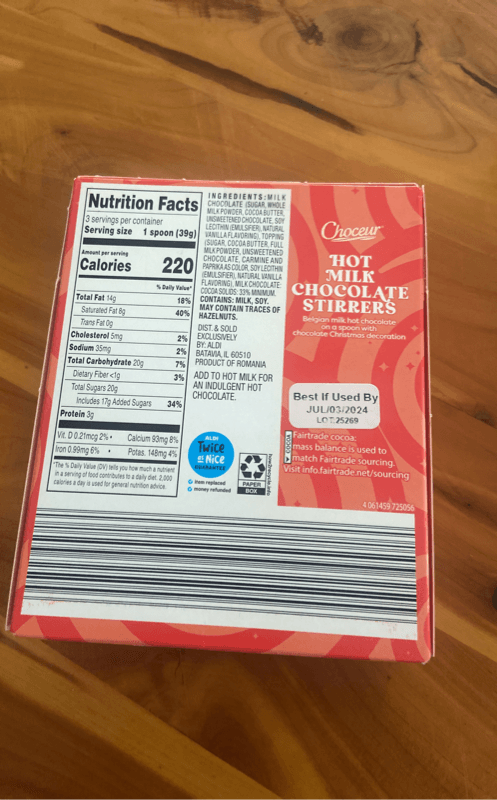 Nutrition Facts
3 servings per container
Serving size 1 spoon (39g)
Amount per serving
Calories 220
% Daily Value*
Total Fat 14g 18%
Saturated Fat 8g 40%
Trans Fat 0g
Cholesterol 5mg 2%
Sodium 35mg 2%
Total Carbohydrate 20g 7%
Dietary Fiber <1g 3%
Total Sugars 20g
Includes 17g Added Sugars 34%
Protein 3g
Vit. D 0.21mcg 2% • Calcium 93mg 8%
Iron 0.99mg 6% • Potas. 148mg 4%
*The % Daily Value (DV) tells you how much a nutrient
in a serving of food contributes to a daily diet. 2,000
calories a day is used for general nutrition advice.
INGREDIENTS: MILK
CHOCOLATE (SUGAR, WHOLE
MILK POWDER, COCOA BUTTER,
UNSWEETENED CHOCOLATE, SOY
LECITHIN (EMULSIFIER), NATURAL
VANILLA FLAVORING), TOPPING
(SUGAR, COCOA BUTTER, FULL
MILK POWDER, UNSWEETENED
CHOCOLATE, CARMINE AND
PAPRIKA AS COLOR, SOY LECITHIN
(EMULSIFIER), NATURAL VANILLA
FLAVORING), MILK CHOCOLATE:
COCOA SOLIDS: 33% MINIMUM.
CONTAINS: MILK, SOY.
MAY CONTAIN TRACES OF
HAZELNUTS.
DIST. & SOLD
EXCLUSIVELY
BY: ALDI
BATAVIA, IL 60510
PRODUCT OF ROMANIA
ADD TO HOT MILK FOR
AN INDULGENT HOT
CHOCOLATE.
ALDI
Twice
as Nice
GUARANTEE
item replaced
money refunded
PAPER
BOX
how2recycle.info
Choceur
HOT
MILK
CHOCOLATE
STIRRERS
Belgian milk hot chocolate
on a spoon with
chocolate Christmas decoration
Best If Used By
JUL/03/2024
LOT:25769
COCOA
Fairtrade cocoa:
mass balance is used to
match Fairtrade sourcing.
Visit info.fairtrade.net/sourcing
4 061459 725056